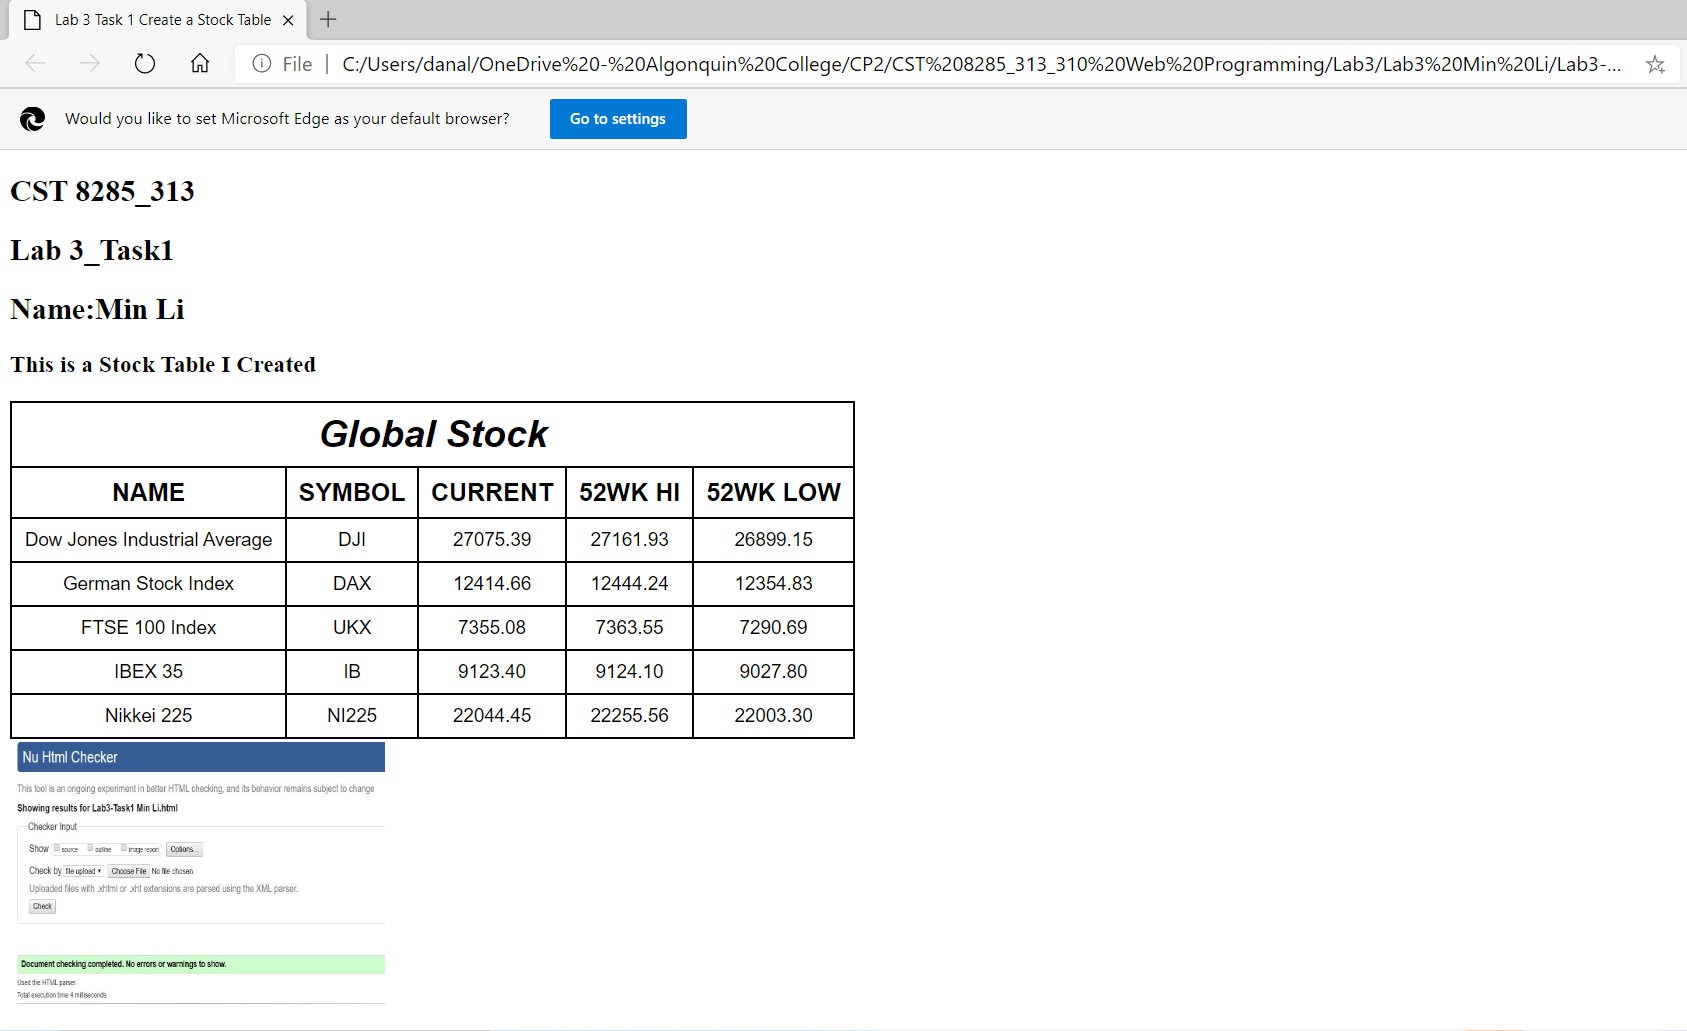 Lab 3 Task 1 Create a Stock Table
File | C:/Users/danal/OneDrive%20-%20Algonquin%20College/CP2/CST%208285_313_310%20Web%20Programming/Lab3/Lab3%20Min%20Li/Lab3-...
Would you like to set Microsoft Edge as your default browser? Go to settings
CST 8285_313
Lab 3_Task1
Name:Min Li
This is a Stock Table I Created
Global Stock
NAME SYMBOL CURRENT 52WK HI 52WK LOW
Dow Jones Industrial Average DJI 27075.39 27161.93 26899.15
German Stock Index DAX 12414.66 12444.24 12354.83
FTSE 100 Index UKX 7355.08 7363.55 7290.69
IBEX 35 IB 9123.40 9124.10 9027.80
Nikkei 225 NI225 22044.45 22255.56 22003.30
Nu Html Checker
This tool is an ongoing experiment in better HTML checking, and its behavior remains subject to change
Showing results for Lab3-Task1 Min Li.html
Checker Input
Show source outline image report Options...
Check by file upload Choose File No file chosen
Uploaded files with .xhtml or .xht extensions are parsed using the XML parser.
Check
Document checking completed. No errors or warnings to show.
Used the HTML parser.
Total execution time 4 milliseconds.